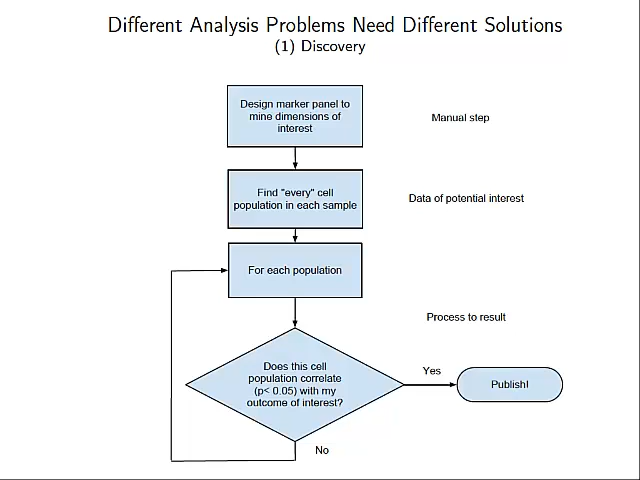 Different Analysis Problems Need Different Solutions
(1) Discovery
Design marker panel to
mine dimensions of
interest
Manual step
Find "every" cell
population in each sample
Data of potential interest
For each population
Process to result
Does this cell
population correlate
(p< 0.05) with my
outcome of interest?
Yes
Publish!
No